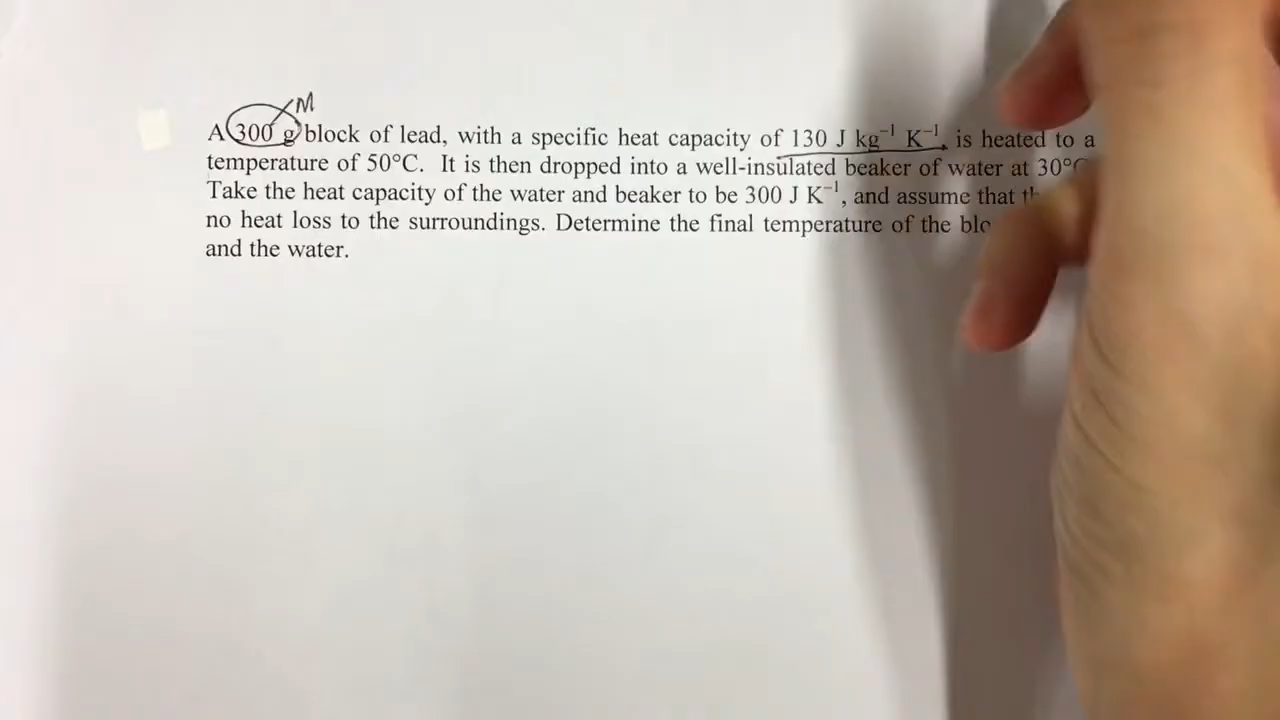 M
A 300 g block of lead, with a specific heat capacity of 130 J kg⁻¹ K⁻¹, is heated to a
temperature of 50°C. It is then dropped into a well-insulated beaker of water at 30°C
Take the heat capacity of the water and beaker to be 300 J K⁻¹, and assume that
no heat loss to the surroundings. Determine the final temperature of the
and the water.